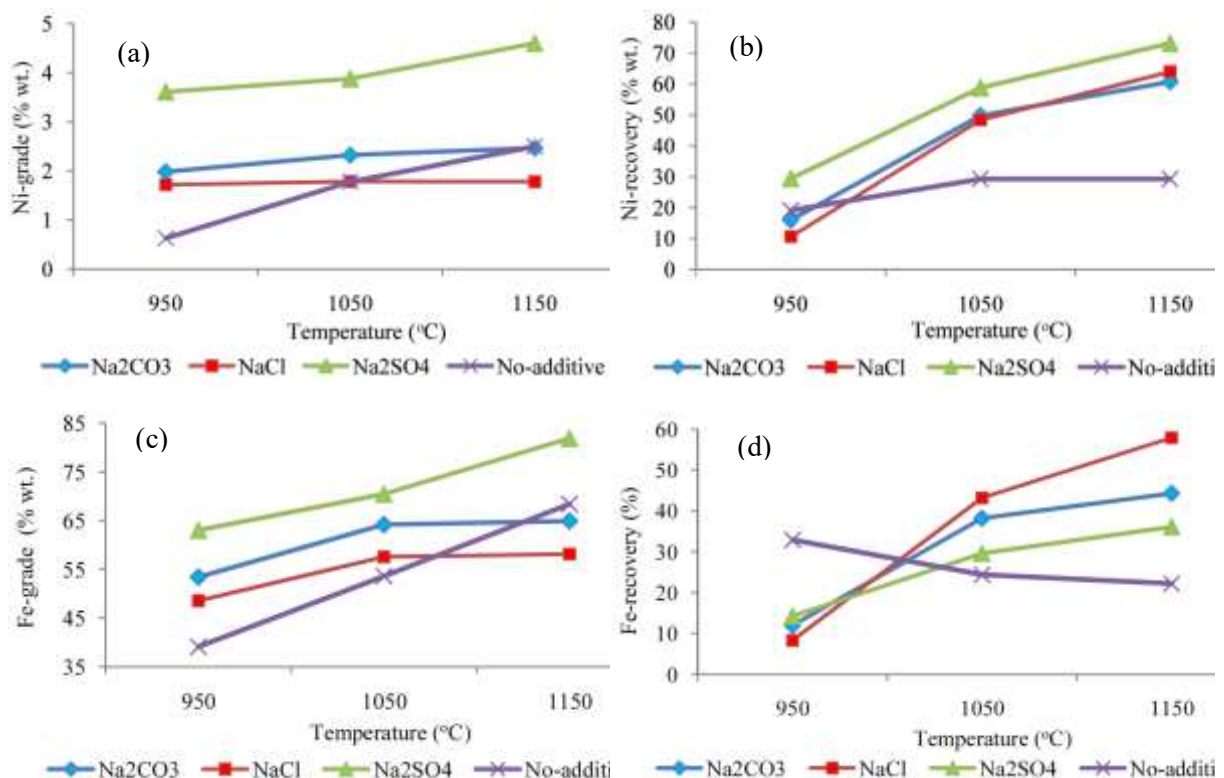 (a)
Ni-grade (% wt.)
5
4
3
2
1
0
950 1050 1150
Temperature (°C)
Na2CO3 NaCl Na2SO4 No-additive
(b)
Ni-recovery (% wt.)
80
70
60
50
40
30
20
10
0
950 1050 1150
Temperature (°C)
Na2CO3 NaCl Na2SO4 No-additi
(c)
Fe-grade (% wt.)
85
75
65
55
45
35
950 1050 1150
Temperature (°C)
Na2CO3 NaCl Na2SO4 No-additi
(d)
Fe-recovery (%)
60
50
40
30
20
10
0
950 1050 1150
Temperature (°C)
Na2CO3 NaCl Na2SO4 No-additi